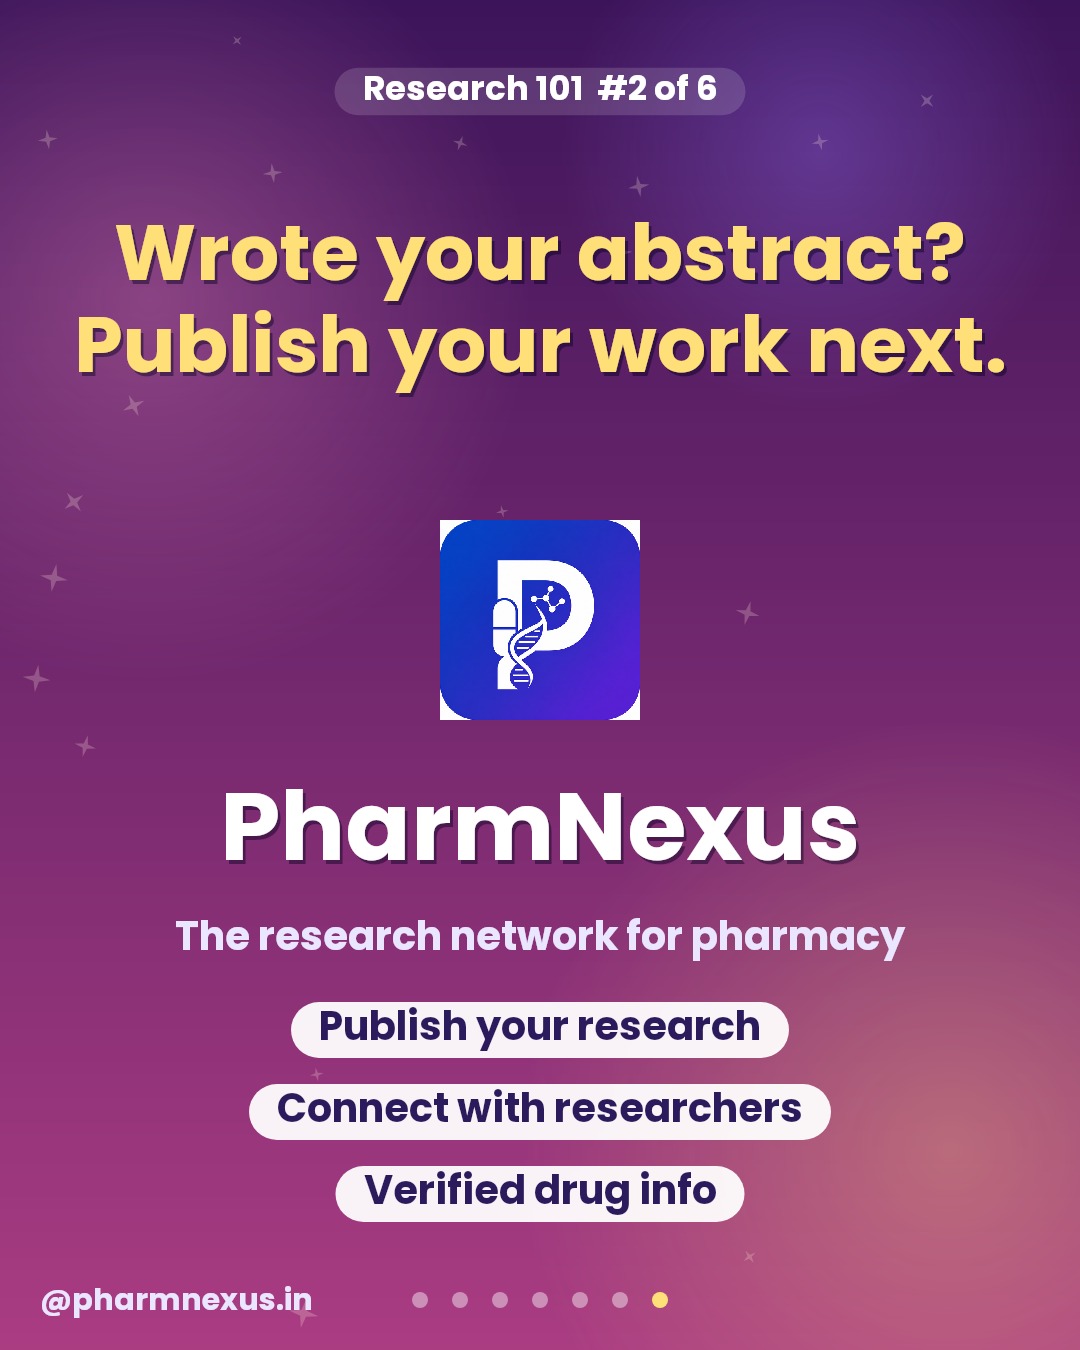 Research 101 #2 of 6
Wrote your abstract?
Publish your work next.
P
PharmNexus
The research network for pharmacy
Publish your research
Connect with researchers
Verified drug info
@pharmnexus.in